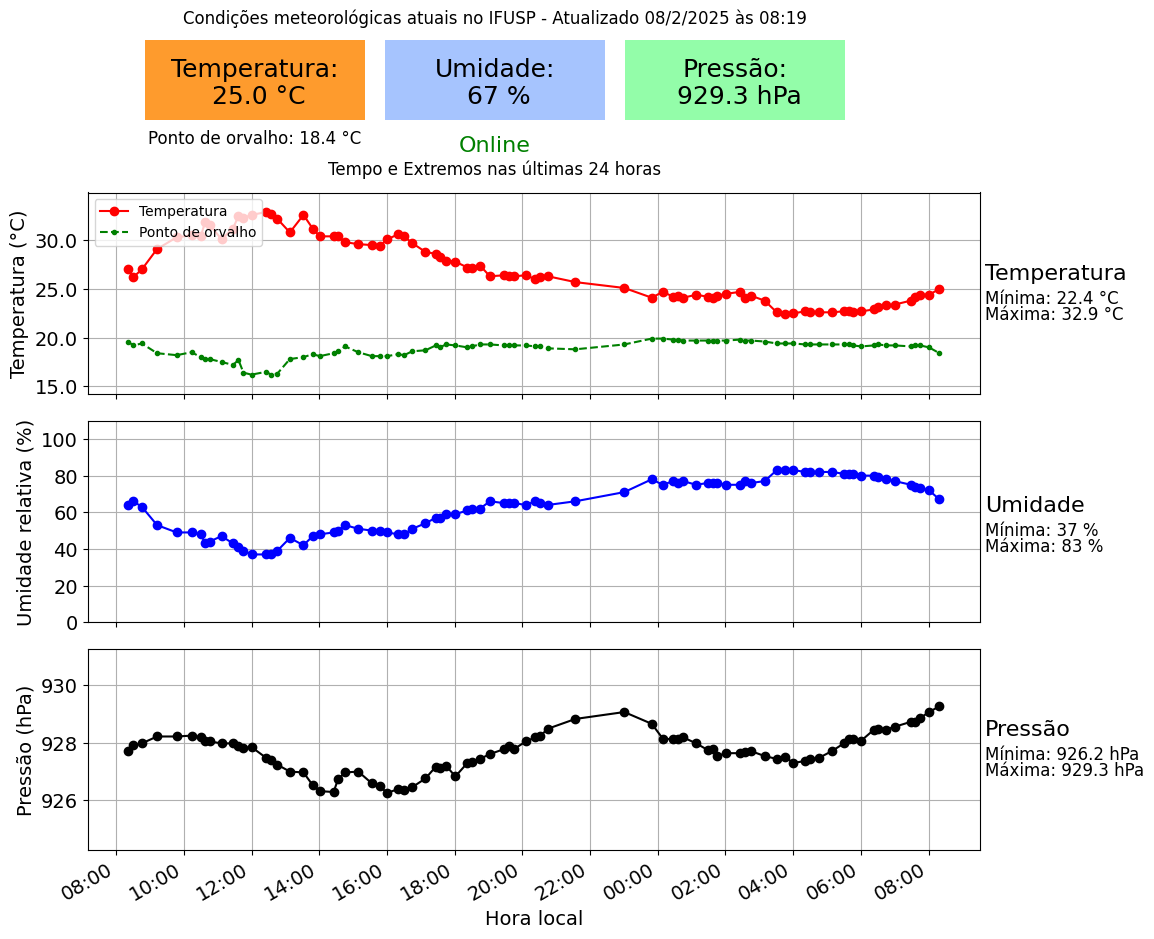 Condições meteorológicas atuais no IFUSP - Atualizado 08/2/2025 às 08:19
Temperatura:
25.0 °C
Umidade:
67 %
Pressão:
929.3 hPa
Ponto de orvalho: 18.4 °C
Online
Tempo e Extremos nas últimas 24 horas
Temperatura (°C)
30.0
25.0
20.0
15.0
Temperatura
Ponto de orvalho
Temperatura
Mínima: 22.4 °C
Máxima: 32.9 °C
Umidade relativa (%)
100
80
60
40
20
0
Umidade
Mínima: 37 %
Máxima: 83 %
Pressão (hPa)
930
928
926
Pressão
Mínima: 926.2 hPa
Máxima: 929.3 hPa
08:00
10:00
12:00
14:00
16:00
18:00
20:00
22:00
00:00
02:00
04:00
06:00
08:00
Hora local